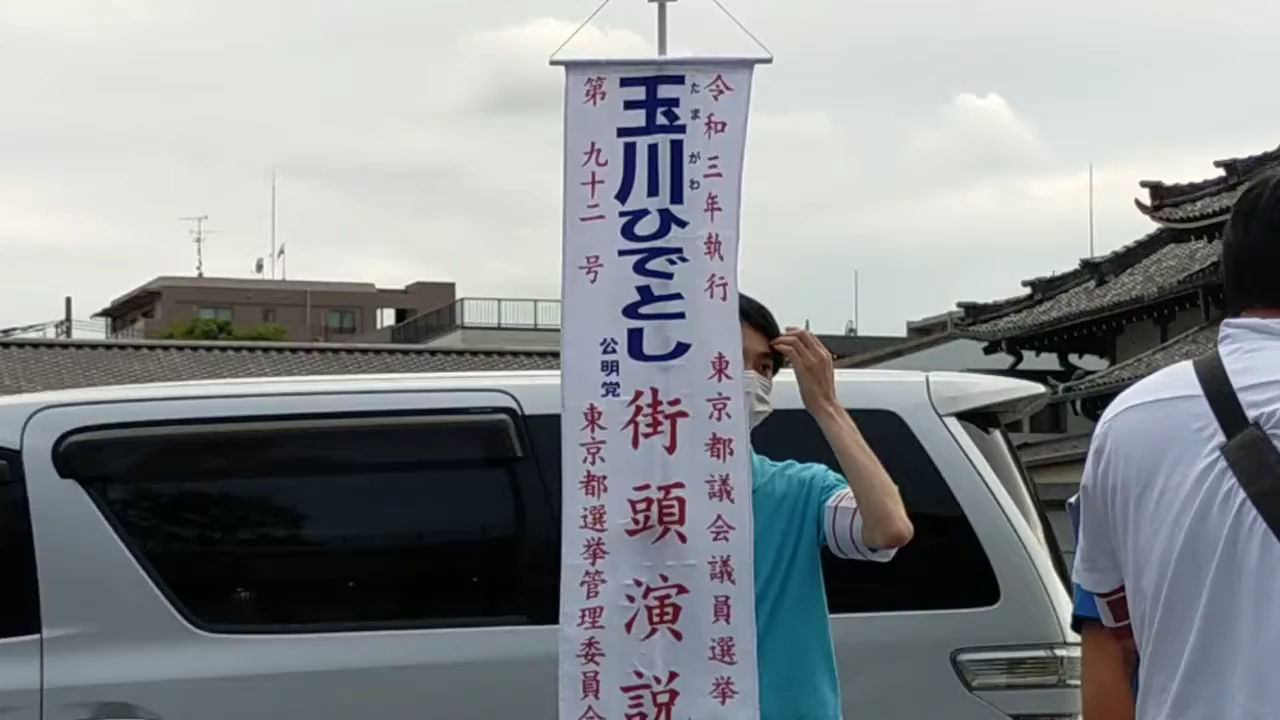 令和三年執行 東京都議会議員選挙
玉川ひでとし 街頭演説
たまがわ
公明党
第九十二号 東京都選挙管理委員会